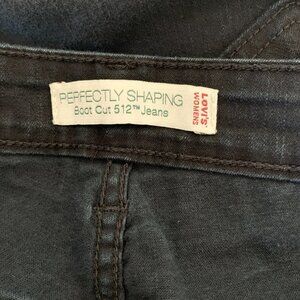 PERFECTLY SHAPING
Boot Cut 512™ Jeans
LEVI'S
WOMENS